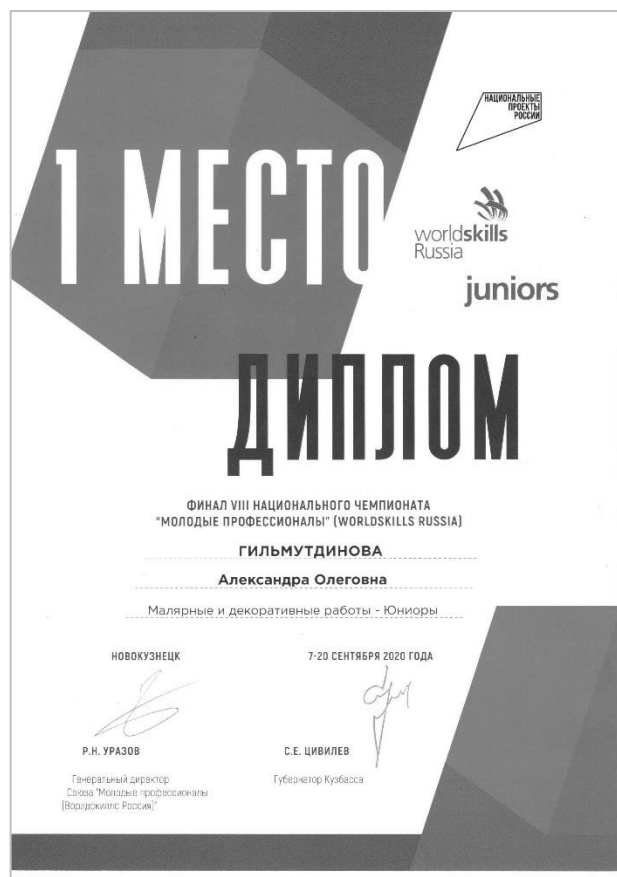 НАЦИОНАЛЬНЫЕ
ПРОЕКТЫ
РОССИИ
1 МЕСТО
worldskills
Russia
juniors
ДИПЛОМ
ФИНАЛ VIII НАЦИОНАЛЬНОГО ЧЕМПИОНАТА
"МОЛОДЫЕ ПРОФЕССИОНАЛЫ" (WORLDSKILLS RUSSIA)
ГИЛЬМУТДИНОВА
Александра Олеговна
Малярные и декоративные работы - Юниоры
НОВОКУЗНЕЦК
7-20 СЕНТЯБРЯ 2020 ГОДА
Р.Н. УРАЗОВ
С.Е. ЦИВИЛЕВ
Генеральный директор
Союза "Молодые профессионалы
(Ворлдскиллс Россия)"
Губернатор Кузбасса